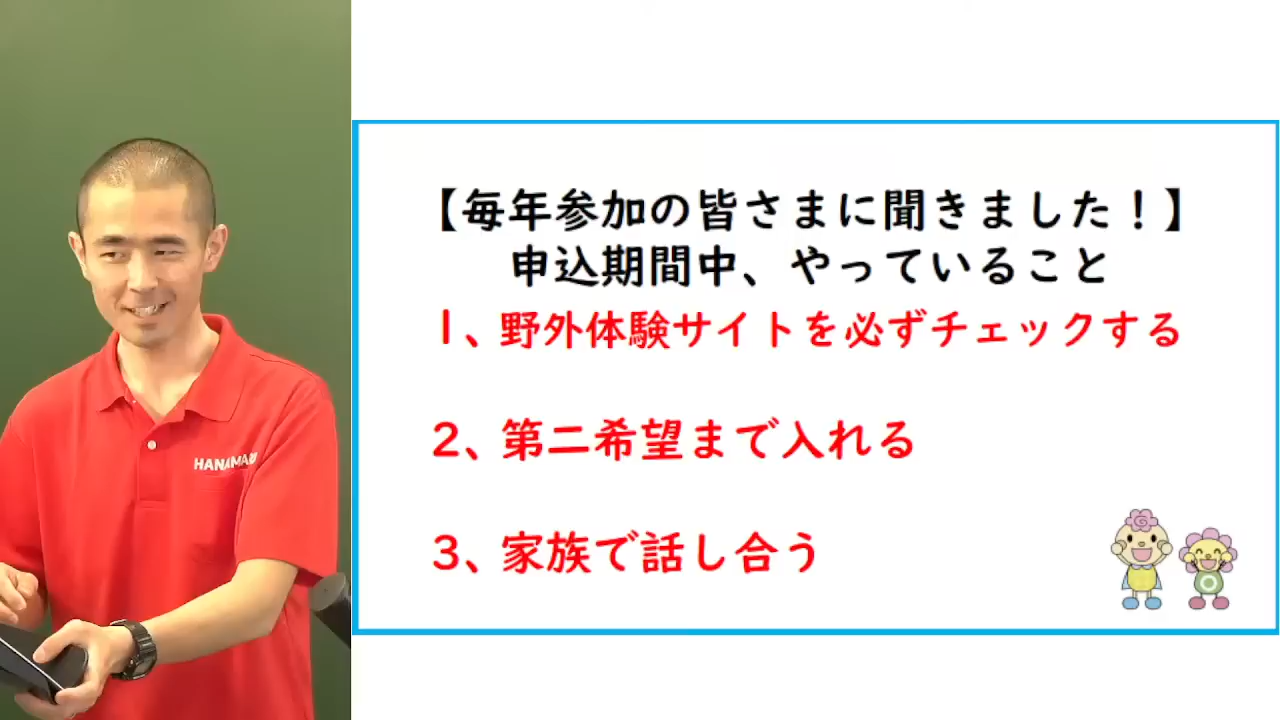 HANAMARU
【毎年参加の皆さまに聞きました！】
申込期間中、やっていること
1、野外体験サイトを必ずチェックする
2、第二希望まで入れる
3、家族で話し合う